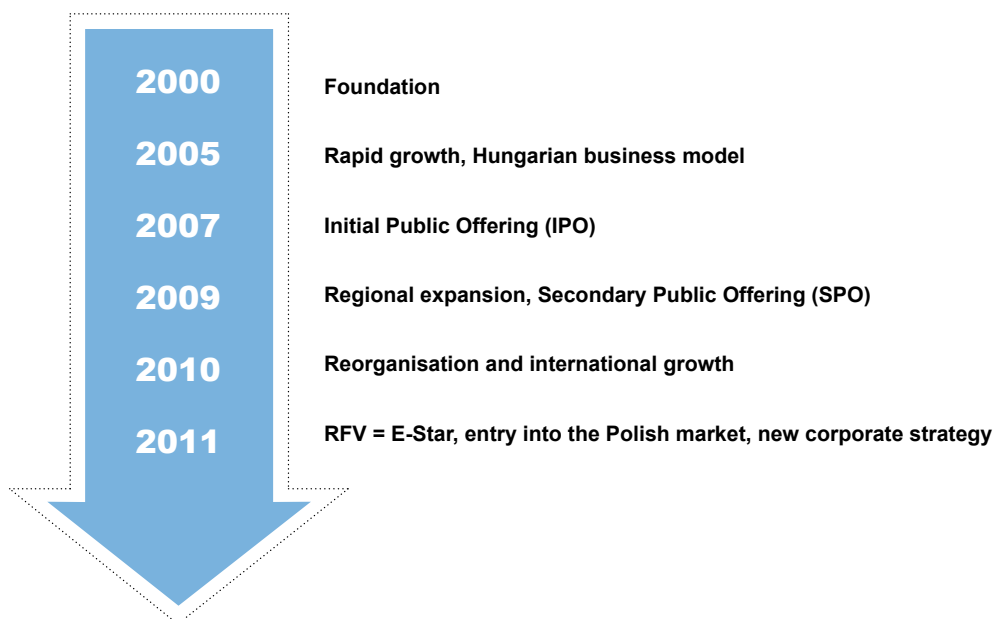 2000 Foundation
2005 Rapid growth, Hungarian business model
2007 Initial Public Offering (IPO)
2009 Regional expansion, Secondary Public Offering (SPO)
2010 Reorganisation and international growth
2011 RFV = E-Star, entry into the Polish market, new corporate strategy